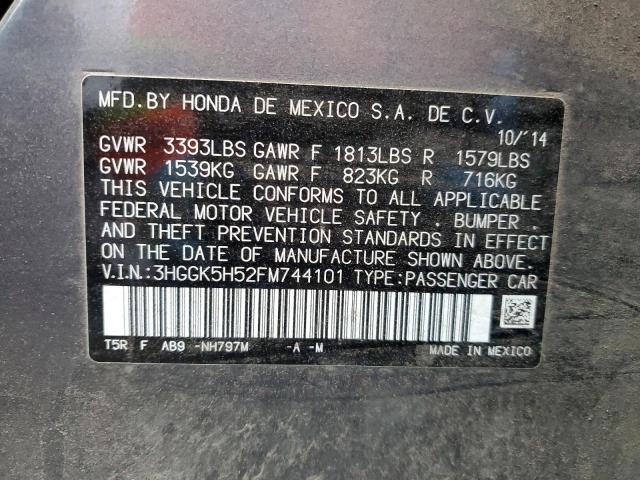 MFD.BY HONDA DE MEXICO S.A. DE C.V.
10/'14
GVWR 3393LBS GAWR F 1813LBS R 1579LBS
GVWR 1539KG GAWR F 823KG R 716KG
THIS VEHICLE CONFORMS TO ALL APPLICABLE
FEDERAL MOTOR VEHICLE SAFETY , BUMPER ,
AND THEFT PREVENTION STANDARDS IN EFFECT
ON THE DATE OF MANUFACTURE SHOWN ABOVE.
V.I.N.:3HGGK5H52FM744101 TYPE:PASSENGER CAR
T5R F AB9 -NH797M -A -M MADE IN MEXICO